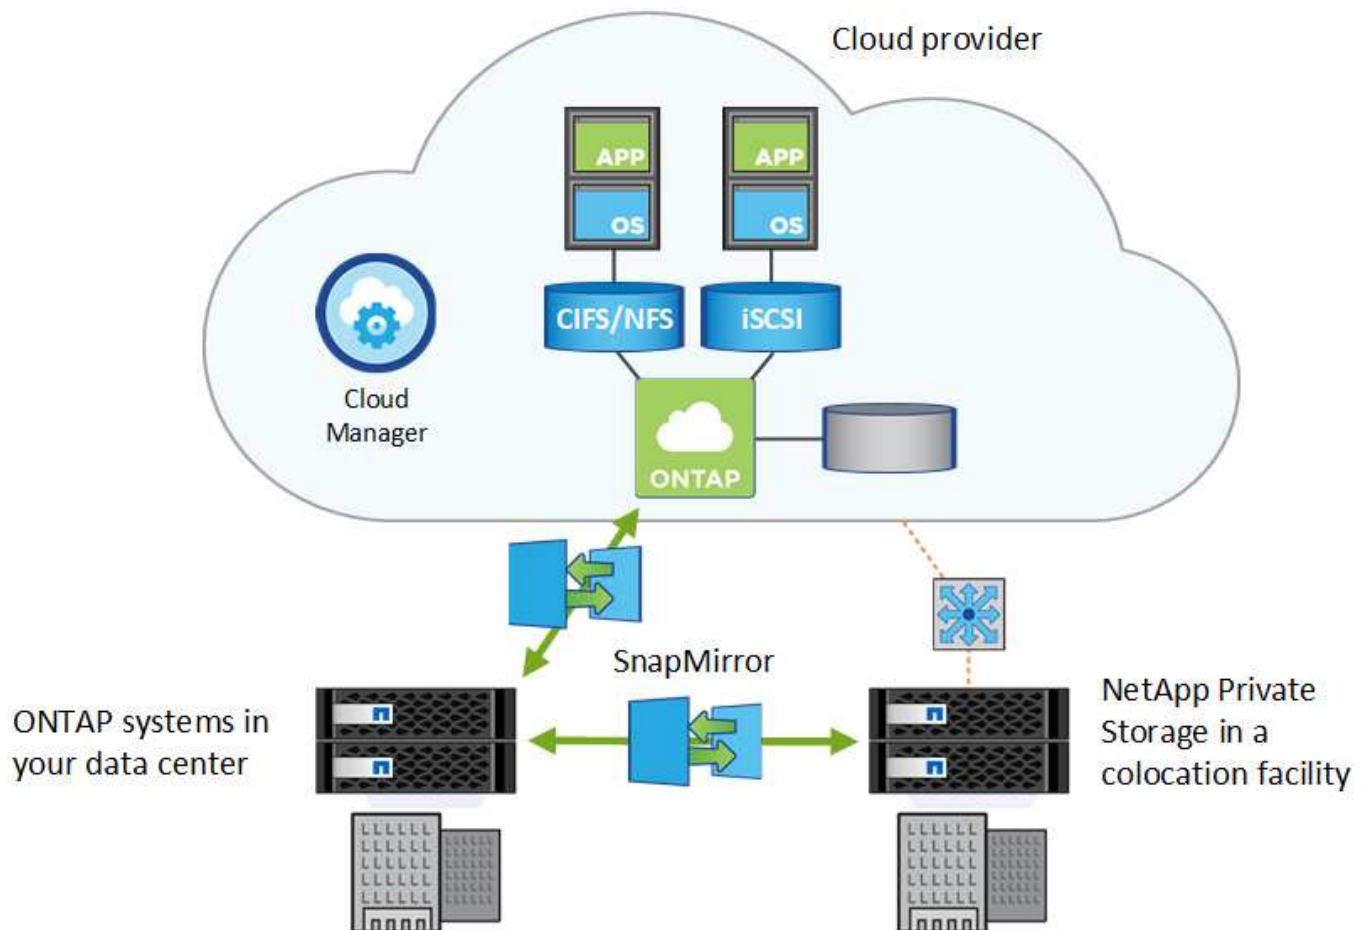 Cloud provider
APP
APP
OS
OS
CIFS/NFS
iSCSI
Cloud
Manager
ONTAP
SnapMirror
ONTAP systems in
your data center
NetApp Private
Storage in a
colocation facility